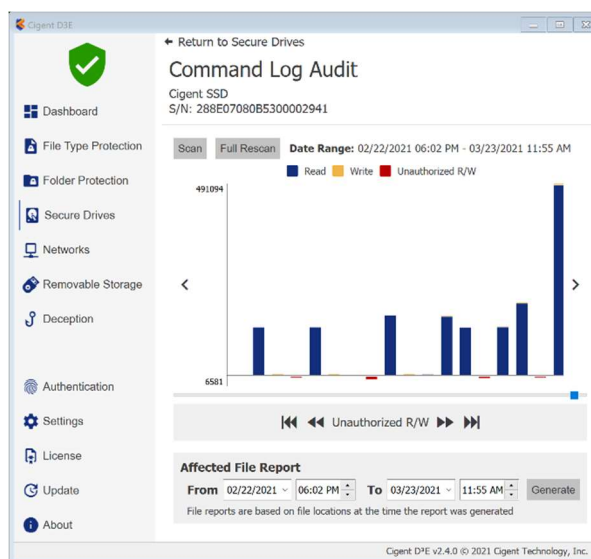 Cigent D3E
Return to Secure Drives
Command Log Audit
Cigent SSD
S/N: 288E07080B5300002941
Dashboard
File Type Protection
Folder Protection
Secure Drives
Networks
Removable Storage
Deception
Authentication
Settings
License
Update
About
Scan Full Rescan Date Range: 02/22/2021 06:02 PM - 03/23/2021 11:55 AM
Read Write Unauthorized R/W
491094
6581
Unauthorized R/W
Affected File Report
From 02/22/2021 06:02 PM To 03/23/2021 11:55 AM Generate
File reports are based on file locations at the time the report was generated
Cigent D³E v2.4.0 © 2021 Cigent Technology, Inc.